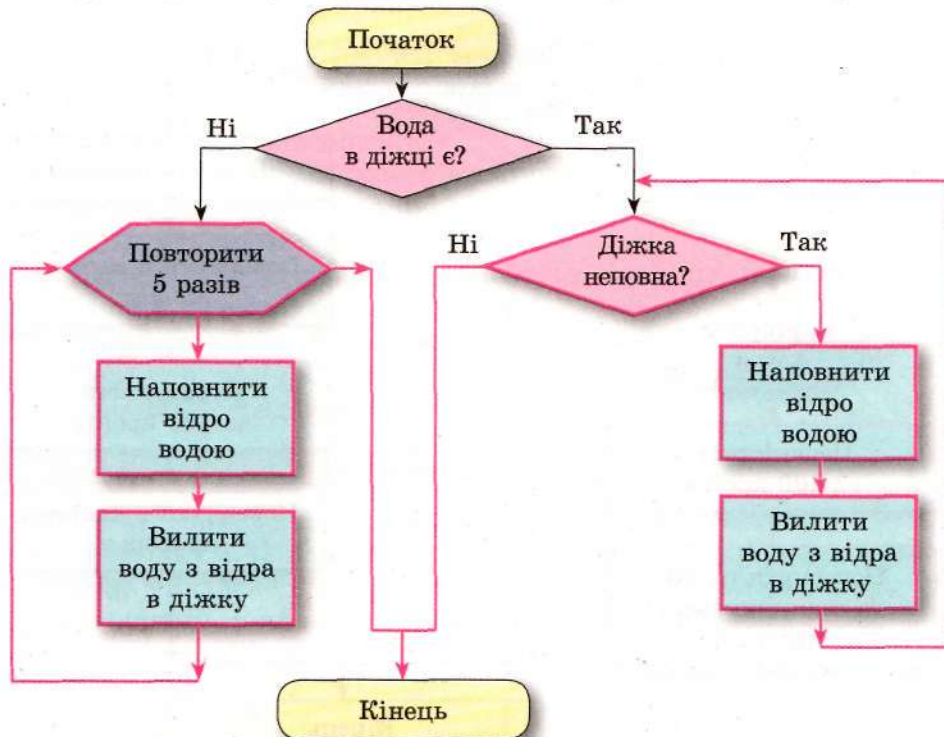 Початок
Вода
в діжці є?
Ні
Так
Повторити
5 разів
Ні
Діжка
неповна?
Так
Наповнити
відро
водою
Вилити
воду з відра
в діжку
Наповнити
відро
водою
Вилити
воду з відра
в діжку
Кінець